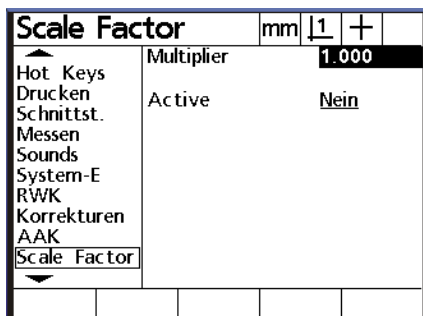 Scale Factor mm 1
Multiplier 1.000
Hot Keys
Drucken
Active Nein
Schnittst.
Messen
Sounds
System-E
RWK
Korrekturen
AAK
Scale Factor